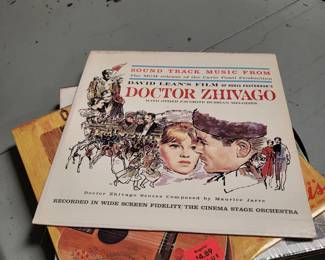 SOUND TRACK MUSIC FROM
The MGM release of the Carlo Ponti Production
DAVID LEAN'S FILM OF BORIS PASTERNAK'S
DOCTOR ZHIVAGO
WITH OTHER FAVORITE RUSSIAN MELODIES
Doctor Zhivago Scores Composed by Maurice Jarre
RECORDED IN WIDE SCREEN FIDELITY THE CINEMA STAGE ORCHESTRA